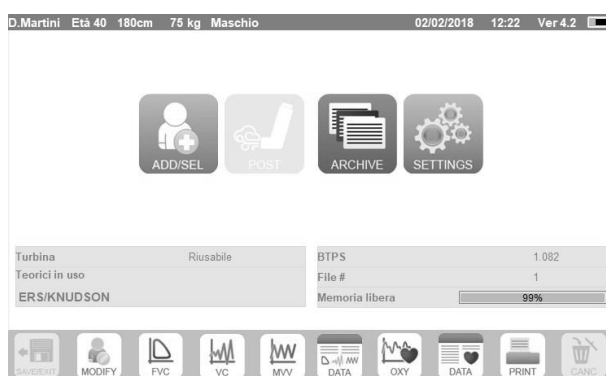 D.Martini Età 40 180cm 75 kg Maschio 02/02/2018 12:22 Ver 4.2
ADD/SEL POST ARCHIVE SETTINGS
Turbina Riusabile
Teorici in uso
ERS/KNUDSON
BTPS 1.082
File # 1
Memoria libera 99%
SAVE/EXIT MODIFY FVC VC MVV DATA OXY DATA PRINT CANC